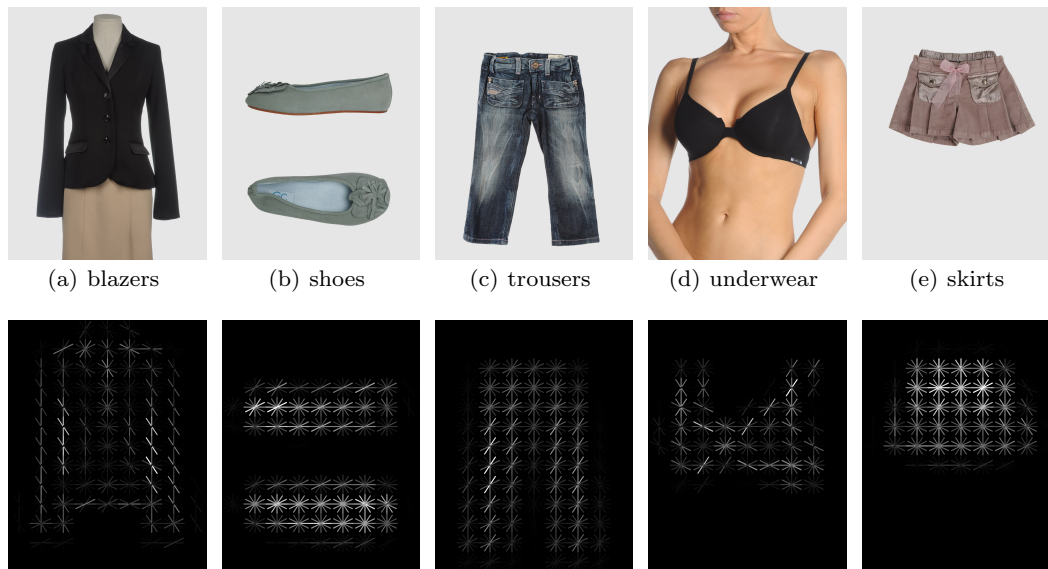 (a) blazers
(b) shoes
(c) trousers
(d) underwear
(e) skirts